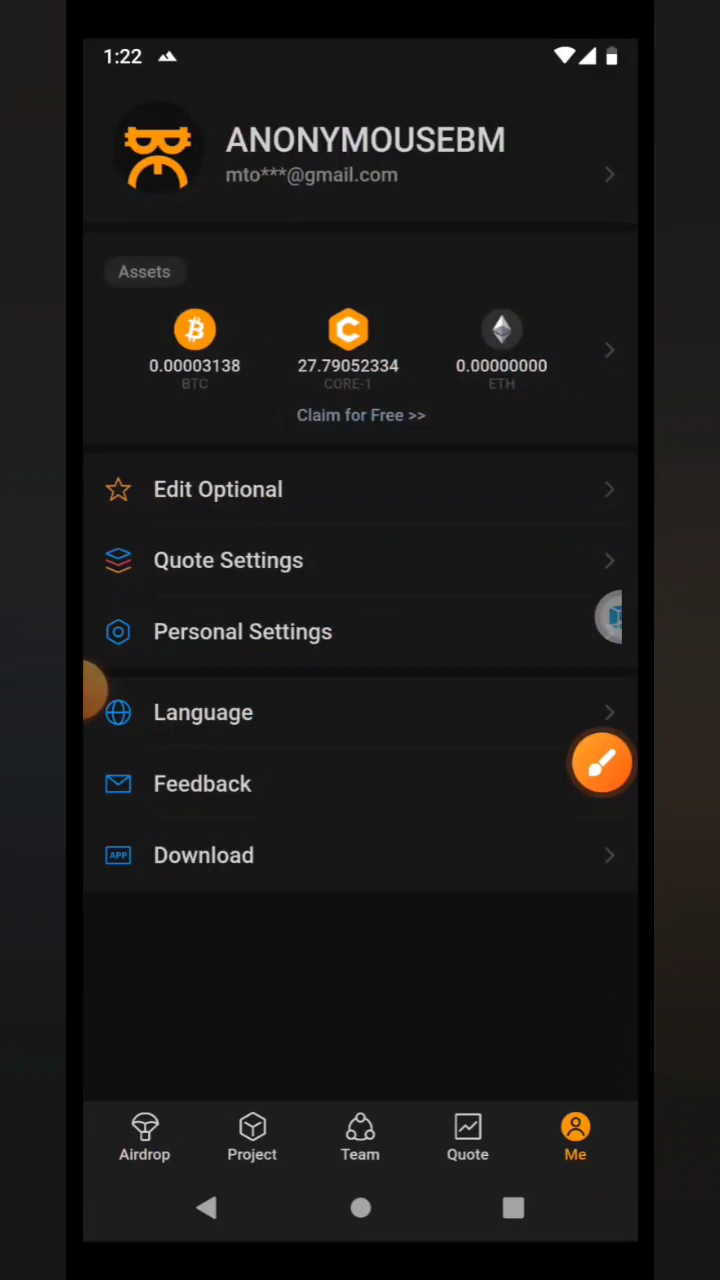 1:22
ANONYMOUSEBM
mto***@gmail.com
Assets
0.00003138 27.79052334 0.00000000
BTC CORE-1 ETH
Claim for Free >>
Edit Optional
Quote Settings
Personal Settings
Language
Feedback
APP Download
Airdrop Project Team Quote Me